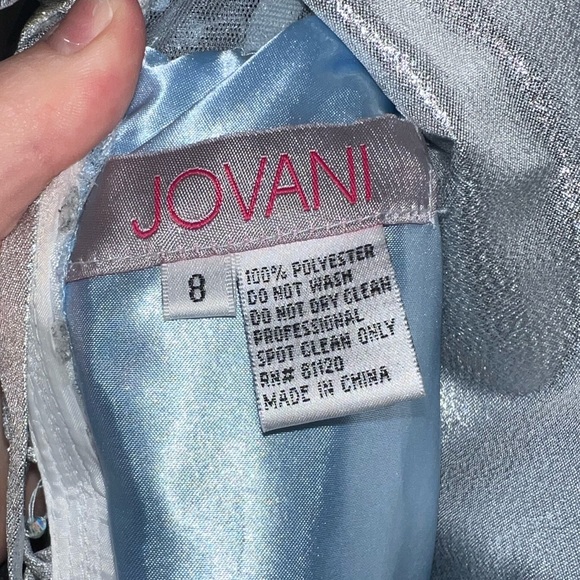 JOVANI
8
100% POLYESTER
DO NOT WASH
DO NOT DRY CLEAN
PROFESSIONAL
SPOT CLEAN ONLY
RN# 81120
MADE IN CHINA